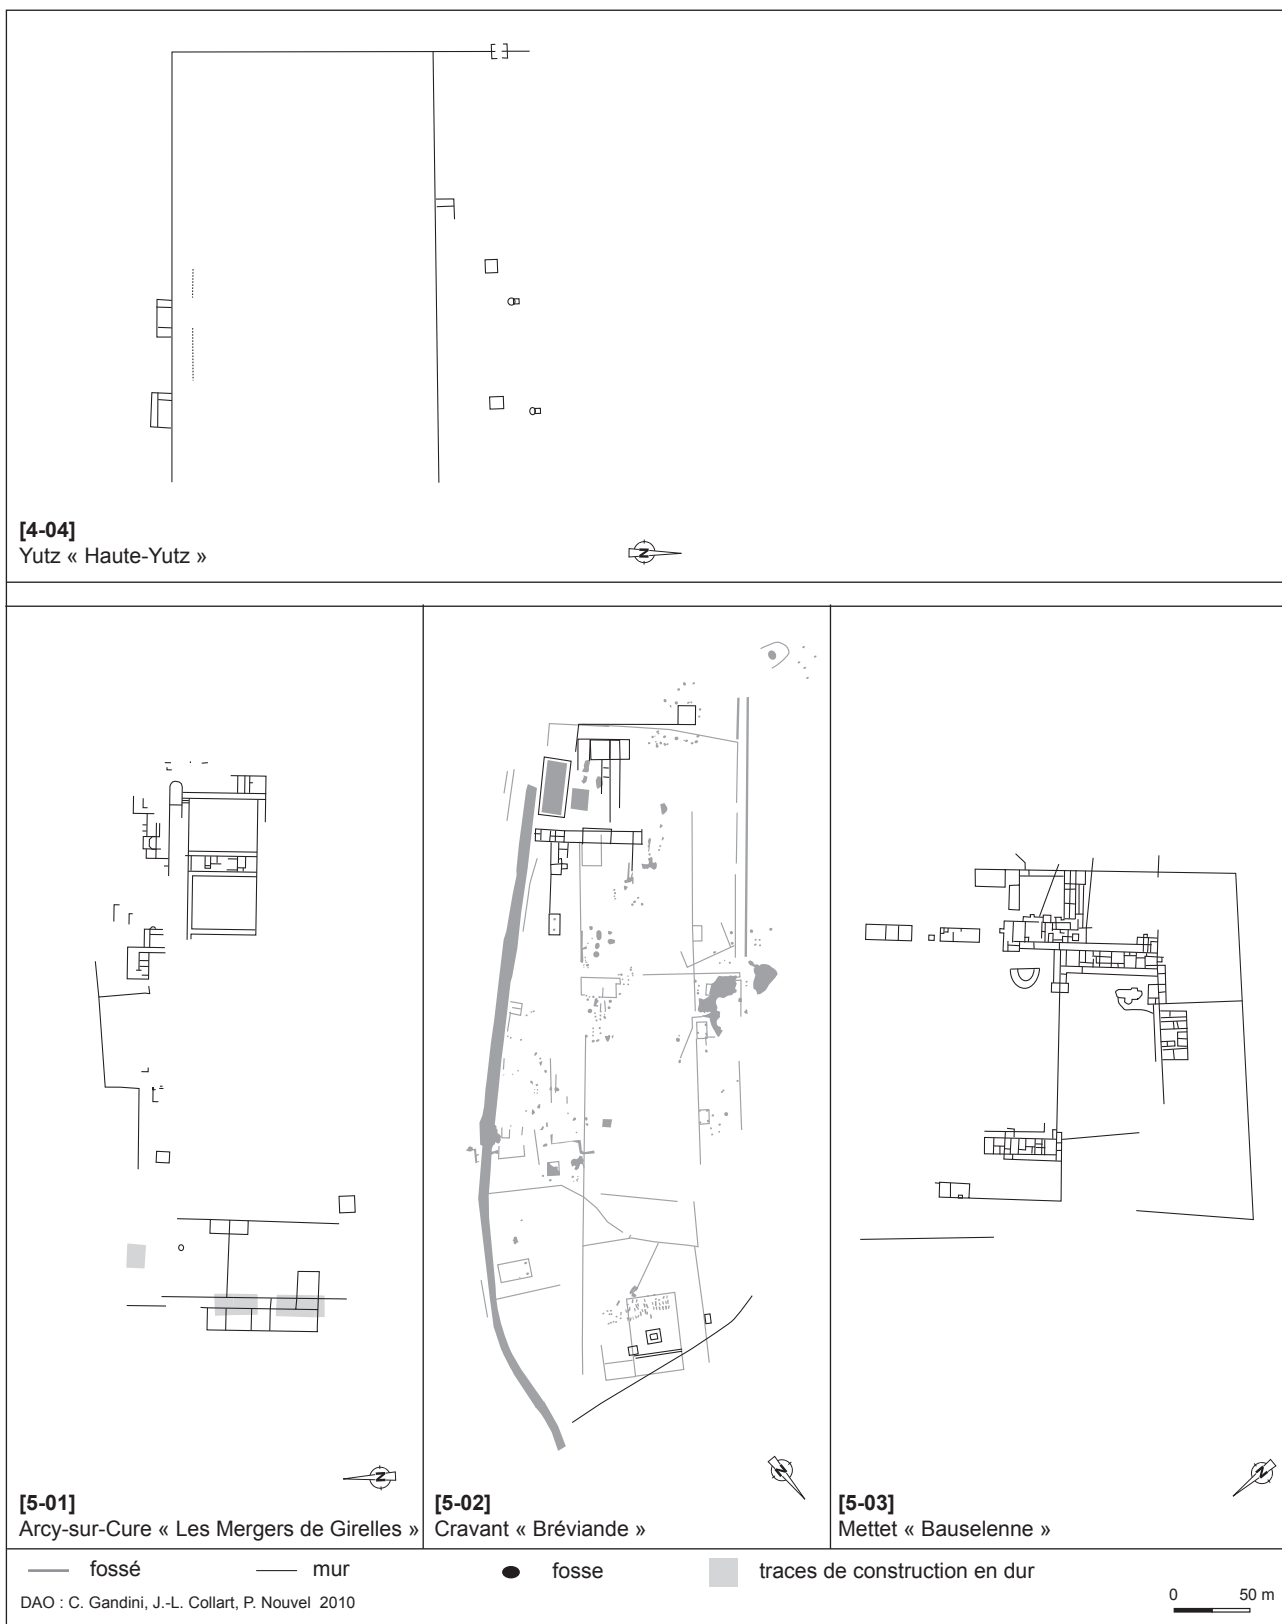 [4-04]
Yutz « Haute-Yutz »
N
N
[5-01]
Arcy-sur-Cure « Les Mergers de Girelles »
N
[5-02]
Cravant « Bréviande »
N
[5-03]
Mettet « Bauselenne »
fossé
mur
fosse
traces de construction en dur
DAO : C. Gandini, J.-L. Collart, P. Nouvel 2010
0 50 m